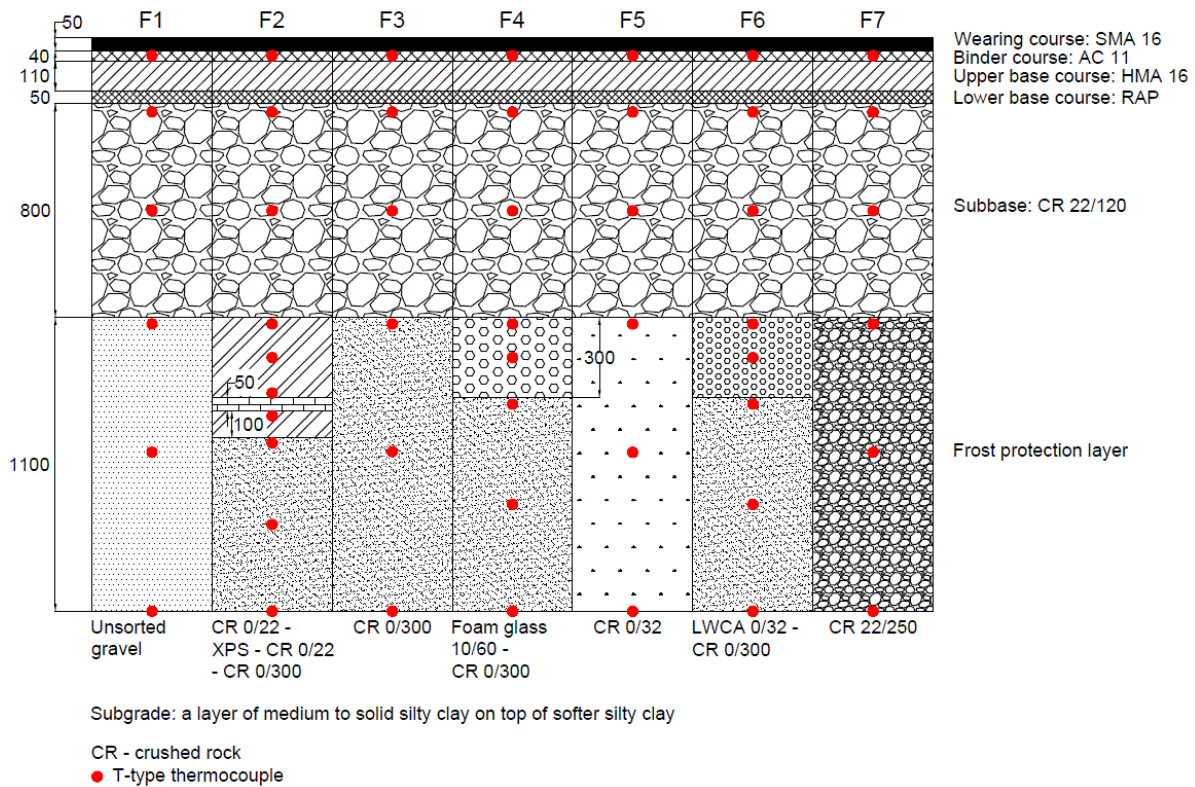 50
F1
F2
F3
F4
F5
F6
F7
40
110
50
800
1100
Wearing course: SMA 16
Binder course: AC 11
Upper base course: HMA 16
Lower base course: RAP
Subbase: CR 22/120
50
100
300
Frost protection layer
Unsorted
gravel
CR 0/22 -
XPS - CR 0/22
- CR 0/300
CR 0/300
Foam glass
10/60 -
CR 0/300
CR 0/32
LWCA 0/32 -
CR 0/300
CR 22/250
Subgrade: a layer of medium to solid silty clay on top of softer silty clay
CR - crushed rock
T-type thermocouple